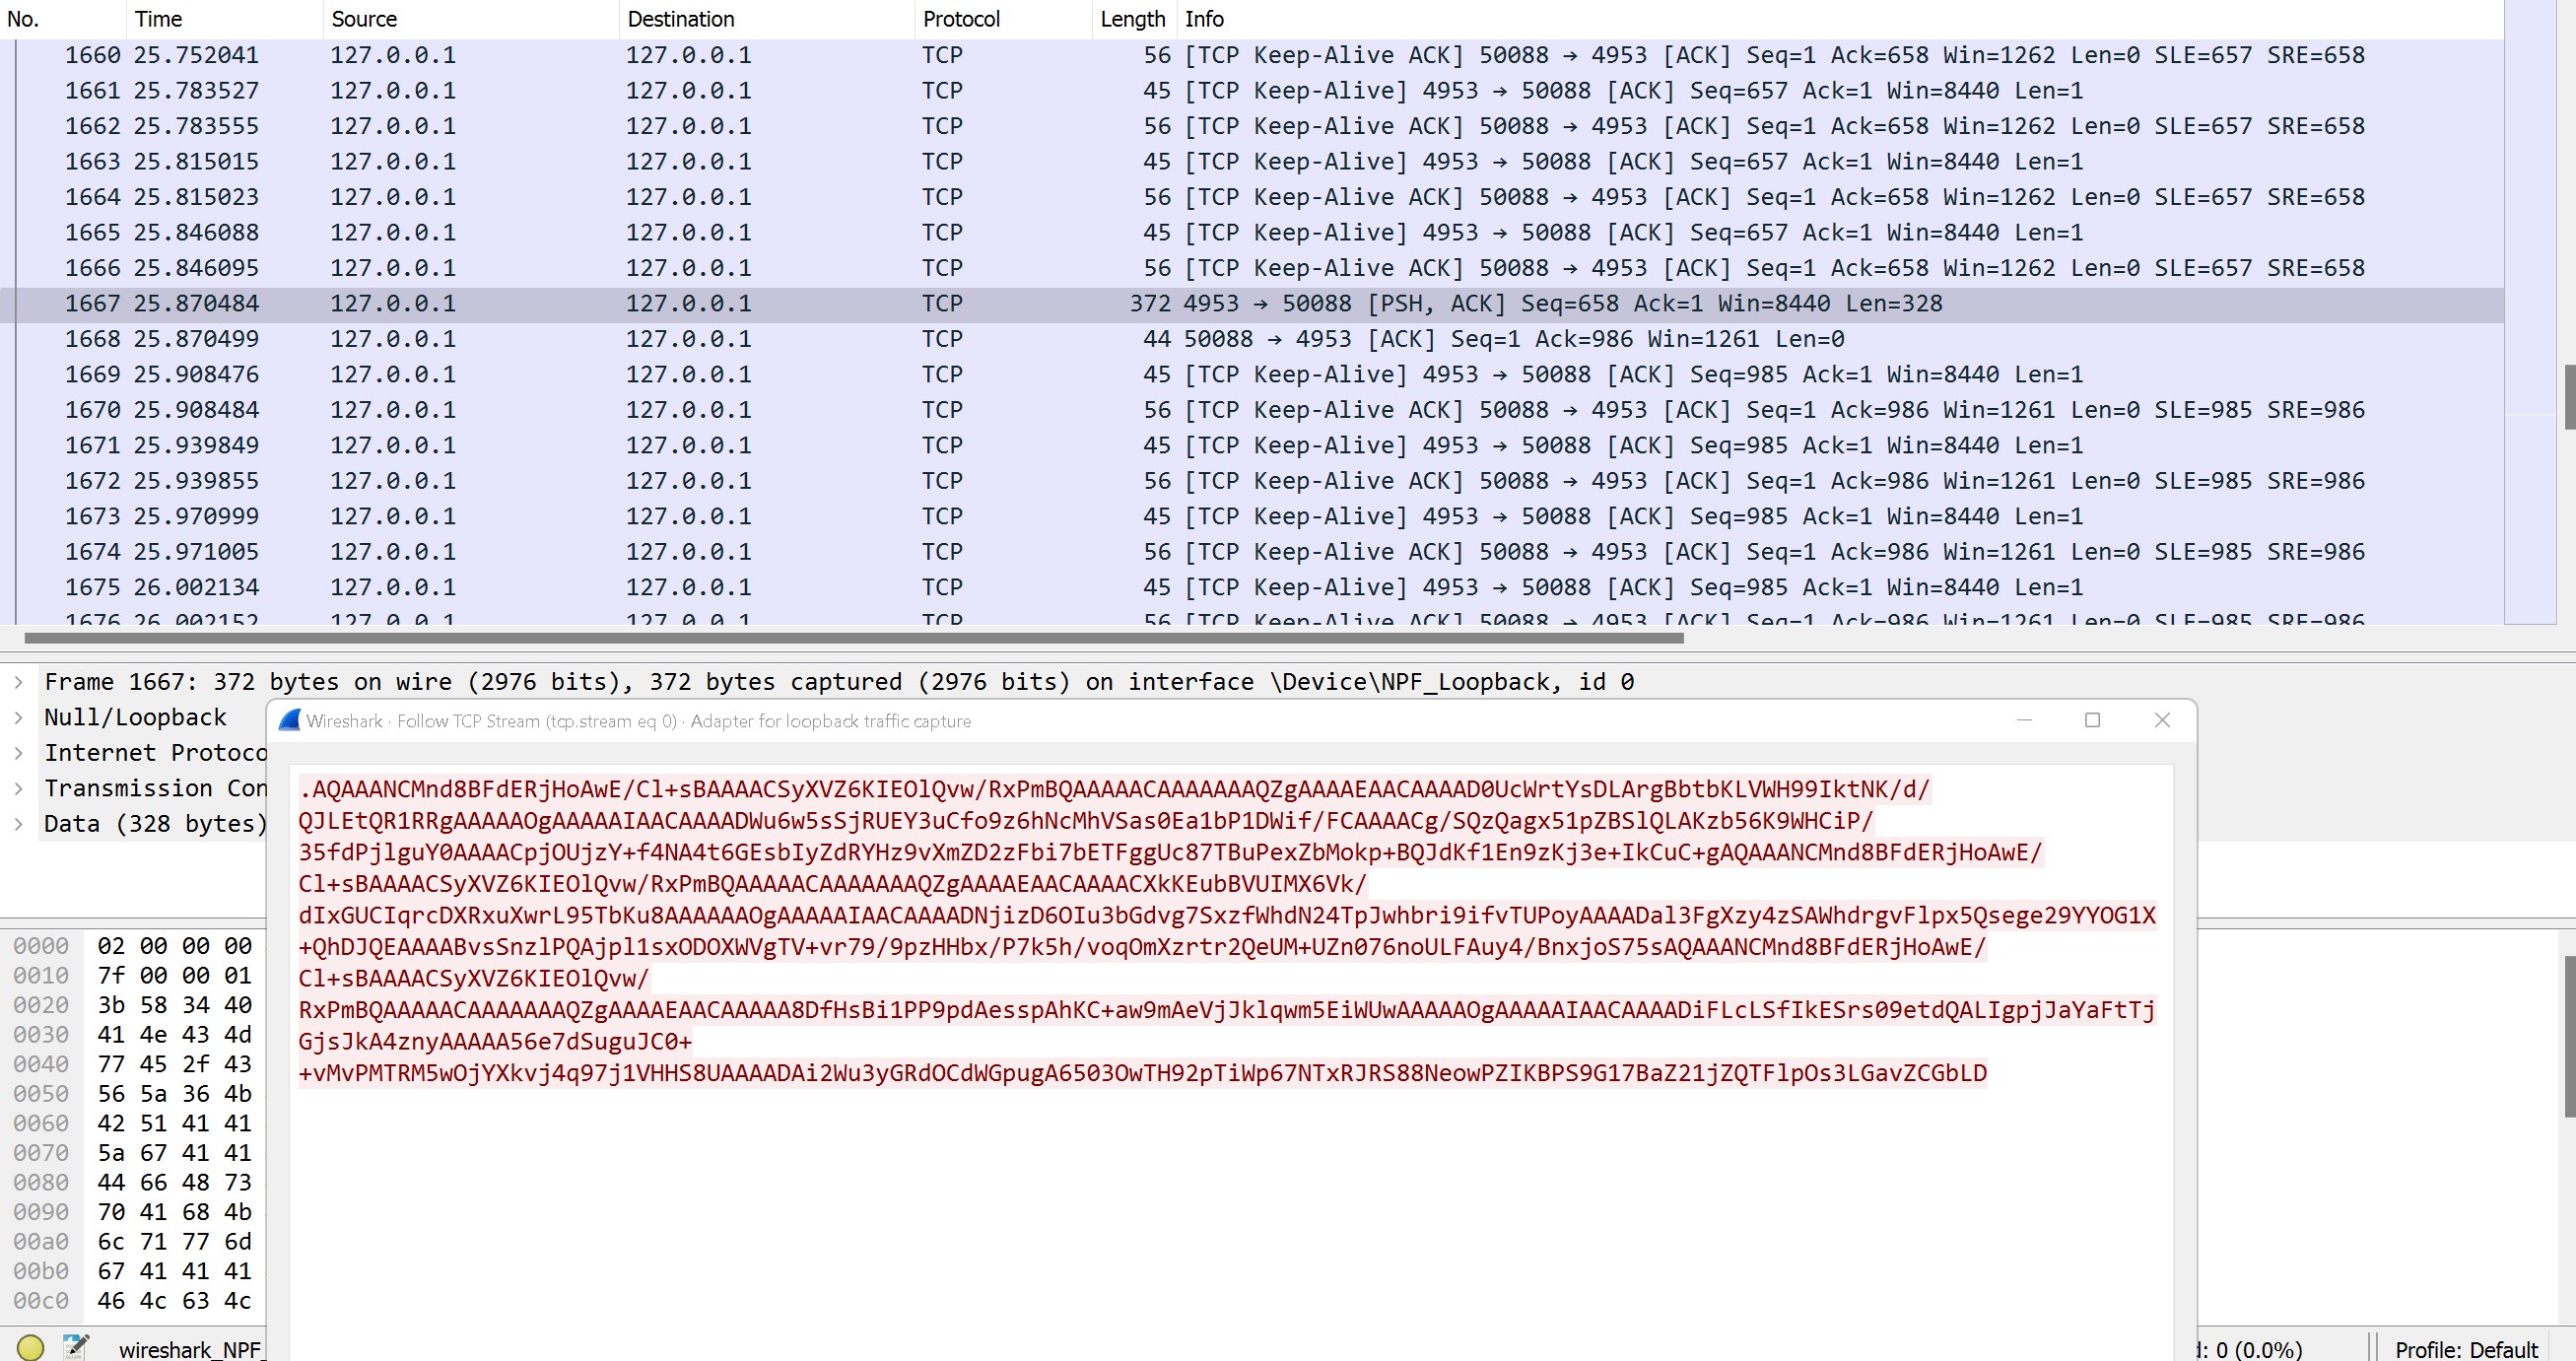 No. Time Source Destination Protocol Length Info
1660 25.752041 127.0.0.1 127.0.0.1 TCP 56 [TCP Keep-Alive ACK] 50088 → 4953 [ACK] Seq=1 Ack=658 Win=1262 Len=0 SLE=657 SRE=658
1661 25.783527 127.0.0.1 127.0.0.1 TCP 45 [TCP Keep-Alive] 4953 → 50088 [ACK] Seq=657 Ack=1 Win=8440 Len=1
1662 25.783555 127.0.0.1 127.0.0.1 TCP 56 [TCP Keep-Alive ACK] 50088 → 4953 [ACK] Seq=1 Ack=658 Win=1262 Len=0 SLE=657 SRE=658
1663 25.815015 127.0.0.1 127.0.0.1 TCP 45 [TCP Keep-Alive] 4953 → 50088 [ACK] Seq=657 Ack=1 Win=8440 Len=1
1664 25.815023 127.0.0.1 127.0.0.1 TCP 56 [TCP Keep-Alive ACK] 50088 → 4953 [ACK] Seq=1 Ack=658 Win=1262 Len=0 SLE=657 SRE=658
1665 25.846088 127.0.0.1 127.0.0.1 TCP 45 [TCP Keep-Alive] 4953 → 50088 [ACK] Seq=657 Ack=1 Win=8440 Len=1
1666 25.846095 127.0.0.1 127.0.0.1 TCP 56 [TCP Keep-Alive ACK] 50088 → 4953 [ACK] Seq=1 Ack=658 Win=1262 Len=0 SLE=657 SRE=658
1667 25.870484 127.0.0.1 127.0.0.1 TCP 372 4953 → 50088 [PSH, ACK] Seq=658 Ack=1 Win=8440 Len=328
1668 25.870499 127.0.0.1 127.0.0.1 TCP 44 50088 → 4953 [ACK] Seq=1 Ack=986 Win=1261 Len=0
1669 25.908476 127.0.0.1 127.0.0.1 TCP 45 [TCP Keep-Alive] 4953 → 50088 [ACK] Seq=985 Ack=1 Win=8440 Len=1
1670 25.908484 127.0.0.1 127.0.0.1 TCP 56 [TCP Keep-Alive ACK] 50088 → 4953 [ACK] Seq=1 Ack=986 Win=1261 Len=0 SLE=985 SRE=986
1671 25.939849 127.0.0.1 127.0.0.1 TCP 45 [TCP Keep-Alive] 4953 → 50088 [ACK] Seq=985 Ack=1 Win=8440 Len=1
1672 25.939855 127.0.0.1 127.0.0.1 TCP 56 [TCP Keep-Alive ACK] 50088 → 4953 [ACK] Seq=1 Ack=986 Win=1261 Len=0 SLE=985 SRE=986
1673 25.970999 127.0.0.1 127.0.0.1 TCP 45 [TCP Keep-Alive] 4953 → 50088 [ACK] Seq=985 Ack=1 Win=8440 Len=1
1674 25.971005 127.0.0.1 127.0.0.1 TCP 56 [TCP Keep-Alive ACK] 50088 → 4953 [ACK] Seq=1 Ack=986 Win=1261 Len=0 SLE=985 SRE=986
1675 26.002134 127.0.0.1 127.0.0.1 TCP 45 [TCP Keep-Alive] 4953 → 50088 [ACK] Seq=985 Ack=1 Win=8440 Len=1
1676 26.002152 127.0.0.1 127.0.0.1 TCP 56 [TCP Keep-Alive ACK] 50088 → 4953 [ACK] Seq=1 Ack=986 Win=1261 Len=0 SLE=985 SRE=986
Frame 1667: 372 bytes on wire (2976 bits), 372 bytes captured (2976 bits) on interface \Device\NPF_Loopback, id 0
Null/Loopback
Internet Protoco
Transmission Con
Data (328 bytes)
Wireshark · Follow TCP Stream (tcp.stream eq 0) · Adapter for loopback traffic capture
.AQAAANCMnd8BFdERjHoAwE/Cl+sBAAAACSyXVZ6KIEOlQvw/RxPmBQAAAAACAAAAAAAQZgAAAAEAACAAAAD0UcWrtYsDLArgBbtbKLVWH99IktNK/d/
QJLEtQR1RRgAAAAAOgAAAAAIAACAAAADWu6w5sSjRUEY3uCfo9z6hNcMhVSas0Ea1bP1DWif/FCAAAACg/SQzQagx51pZBSlQLAKzb56K9WHCiP/
35fdPjlguY0AAAACpjOUjzY+f4NA4t6GEsbIyZdRYHz9vXmZD2zFbi7bETFggUc87TBuPexZbMokp+BQJdKf1En9zKj3e+IkCuC+gAQAAANCMnd8BFdERjHoAwE/
Cl+sBAAAACSyXVZ6KIEOlQvw/RxPmBQAAAAACAAAAAAAQZgAAAAEAACAAAACXkKEubBVUIMX6Vk/
dIxGUCIqrcDXRxuXwrL95TbKu8AAAAAAOgAAAAAIAACAAAADNjizD6OIu3bGdvg7SxzfWhdN24TpJwhbri9ifvTUPoyAAAADal3FgXzy4zSAWhdrgvFlpx5Qsege29YYOG1X
+QhDJQEAAAABvsSnzlPQAjpl1sxODOXWVgTV+vr79/9pzHHbx/P7k5h/voqOmXzrtr2QeUM+UZn076noULFAuy4/BnxjoS75sAQAAANCMnd8BFdERjHoAwE/
Cl+sBAAAACSyXVZ6KIEOlQvw/
RxPmBQAAAAACAAAAAAAQZgAAAAEAACAAAAA8DfHsBi1PP9pdAesspAhKC+aw9mAeVjJklqwm5EiWUwAAAAAOgAAAAAIAACAAAADiFLcLSfIkESrs09etdQALIgpjJaYaFtTj
GjsJkA4znyAAAAA56e7dSuguJC0+
+vMvPMTRM5wOjYXkvj4q97j1VHHS8UAAAADAi2Wu3yGRdOCdWGpugA6503OwTH92pTiWp67NTxRJRS88NeowPZIKBPS9G17BaZ21jZQTFlpOs3LGavZCGbLD
0000 02 00 00 00
0010 7f 00 00 01
0020 3b 58 34 40
0030 41 4e 43 4d
0040 77 45 2f 43
0050 56 5a 36 4b
0060 42 51 41 41
0070 5a 67 41 41
0080 44 66 48 73
0090 70 41 68 4b
00a0 6c 71 77 6d
00b0 67 41 41 41
00c0 46 4c 63 4c
wireshark_NPF_ : 0 (0.0%) Profile: Default